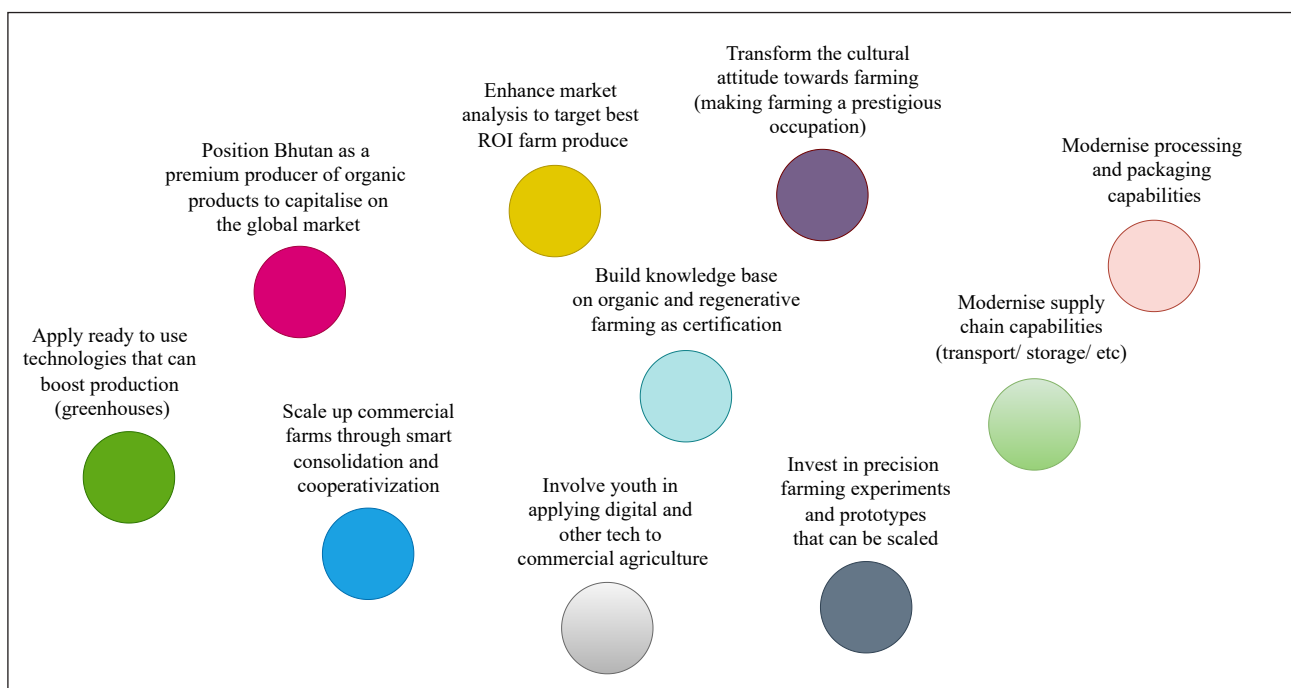 Transform the cultural
attitude towards farming
(making farming a prestigious
occupation)
Enhance market
analysis to target best
ROI farm produce
Position Bhutan as a
premium producer of organic
products to capitalise on
the global market
Modernise processing
and packaging
capabilities
Build knowledge base
on organic and regenerative
farming as certification
Modernise supply
chain capabilities
(transport/ storage/ etc)
Apply ready to use
technologies that can
boost production
(greenhouses)
Scale up commercial
farms through smart
consolidation and
cooperativization
Involve youth in
applying digital and
other tech to
commercial agriculture
Invest in precision
farming experiments
and prototypes
that can be scaled